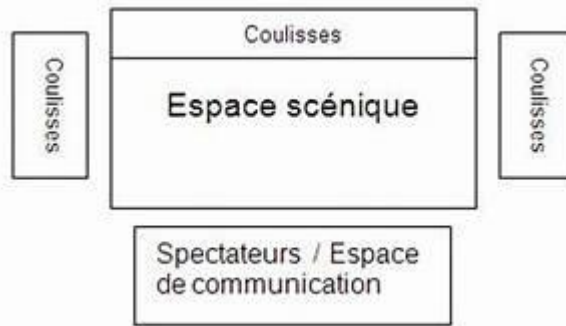 Coulisses
Coulisses
Espace scénique
Coulisses
Spectateurs / Espace
de communication